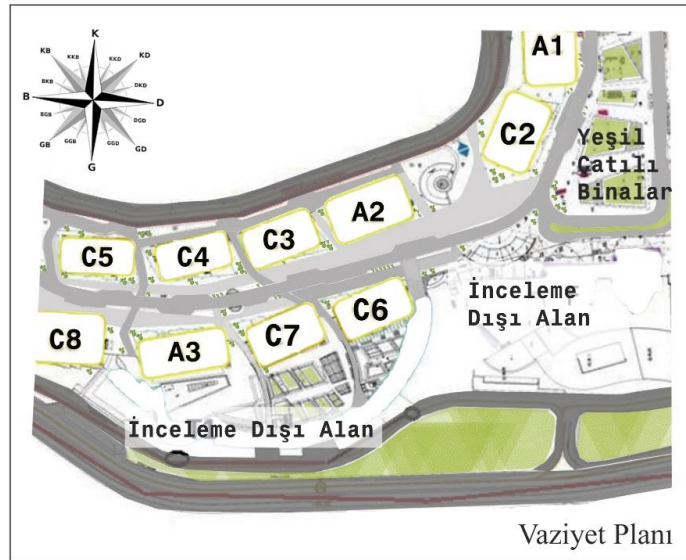 K
KKB
KKD
KB
KD
BKB
DKD
B
D
BGB
DGD
GB
GD
GGB
GGD
G
A1
C2
Yeşil
Çatılı
Binalar
A2
C3
C4
C5
İnceleme
Dışı Alan
C6
C7
A3
C8
İnceleme Dışı Alan
Vaziyet Planı